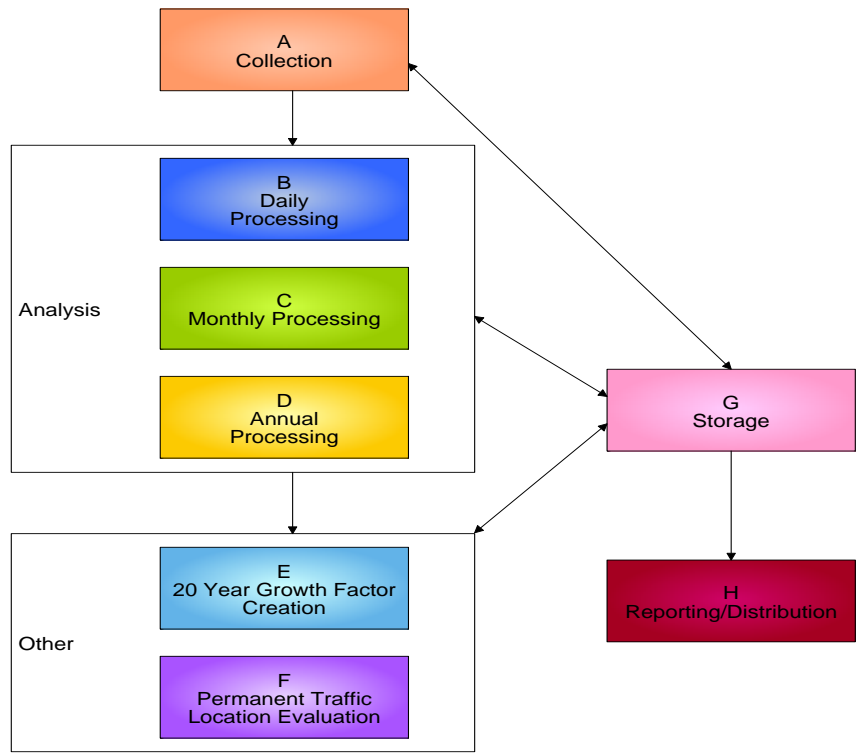 A
Collection
B
Daily
Processing
Analysis
C
Monthly Processing
D
Annual
Processing
G
Storage
E
20 Year Growth Factor
Creation
Other
F
Permanent Traffic
Location Evaluation
H
Reporting/Distribution